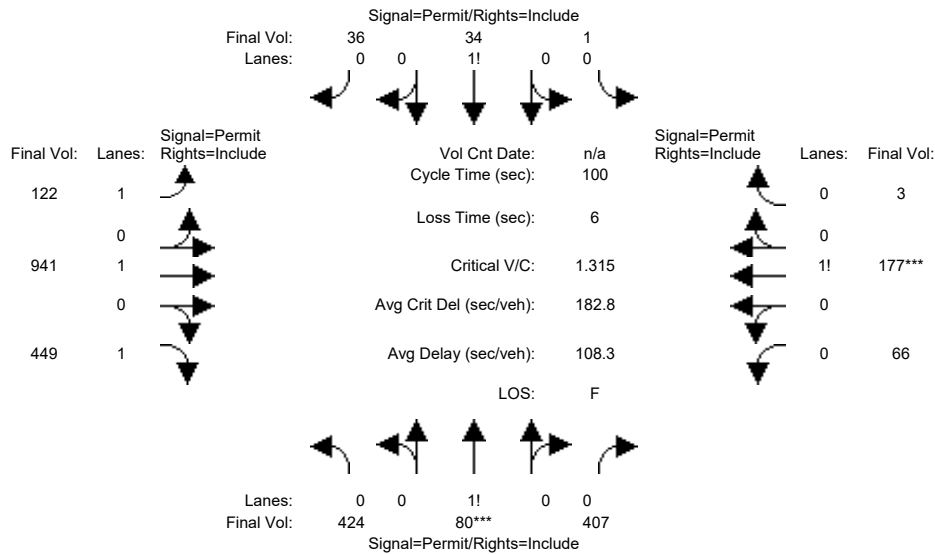 Signal=Permit/Rights=Include
Final Vol: 36 34 1
Lanes: 0 0 1! 0 0
Signal=Permit Signal=Permit
Final Vol: Lanes: Rights=Include Vol Cnt Date: n/a Rights=Include Lanes: Final Vol:
Cycle Time (sec): 100
122 1 0 3
Loss Time (sec): 6
0 0
941 1 Critical V/C: 1.315 1! 177***
0 Avg Crit Del (sec/veh): 182.8 0
449 1 Avg Delay (sec/veh): 108.3 0 66
LOS: F
Lanes: 0 0 1! 0 0
Final Vol: 424 80*** 407
Signal=Permit/Rights=Include